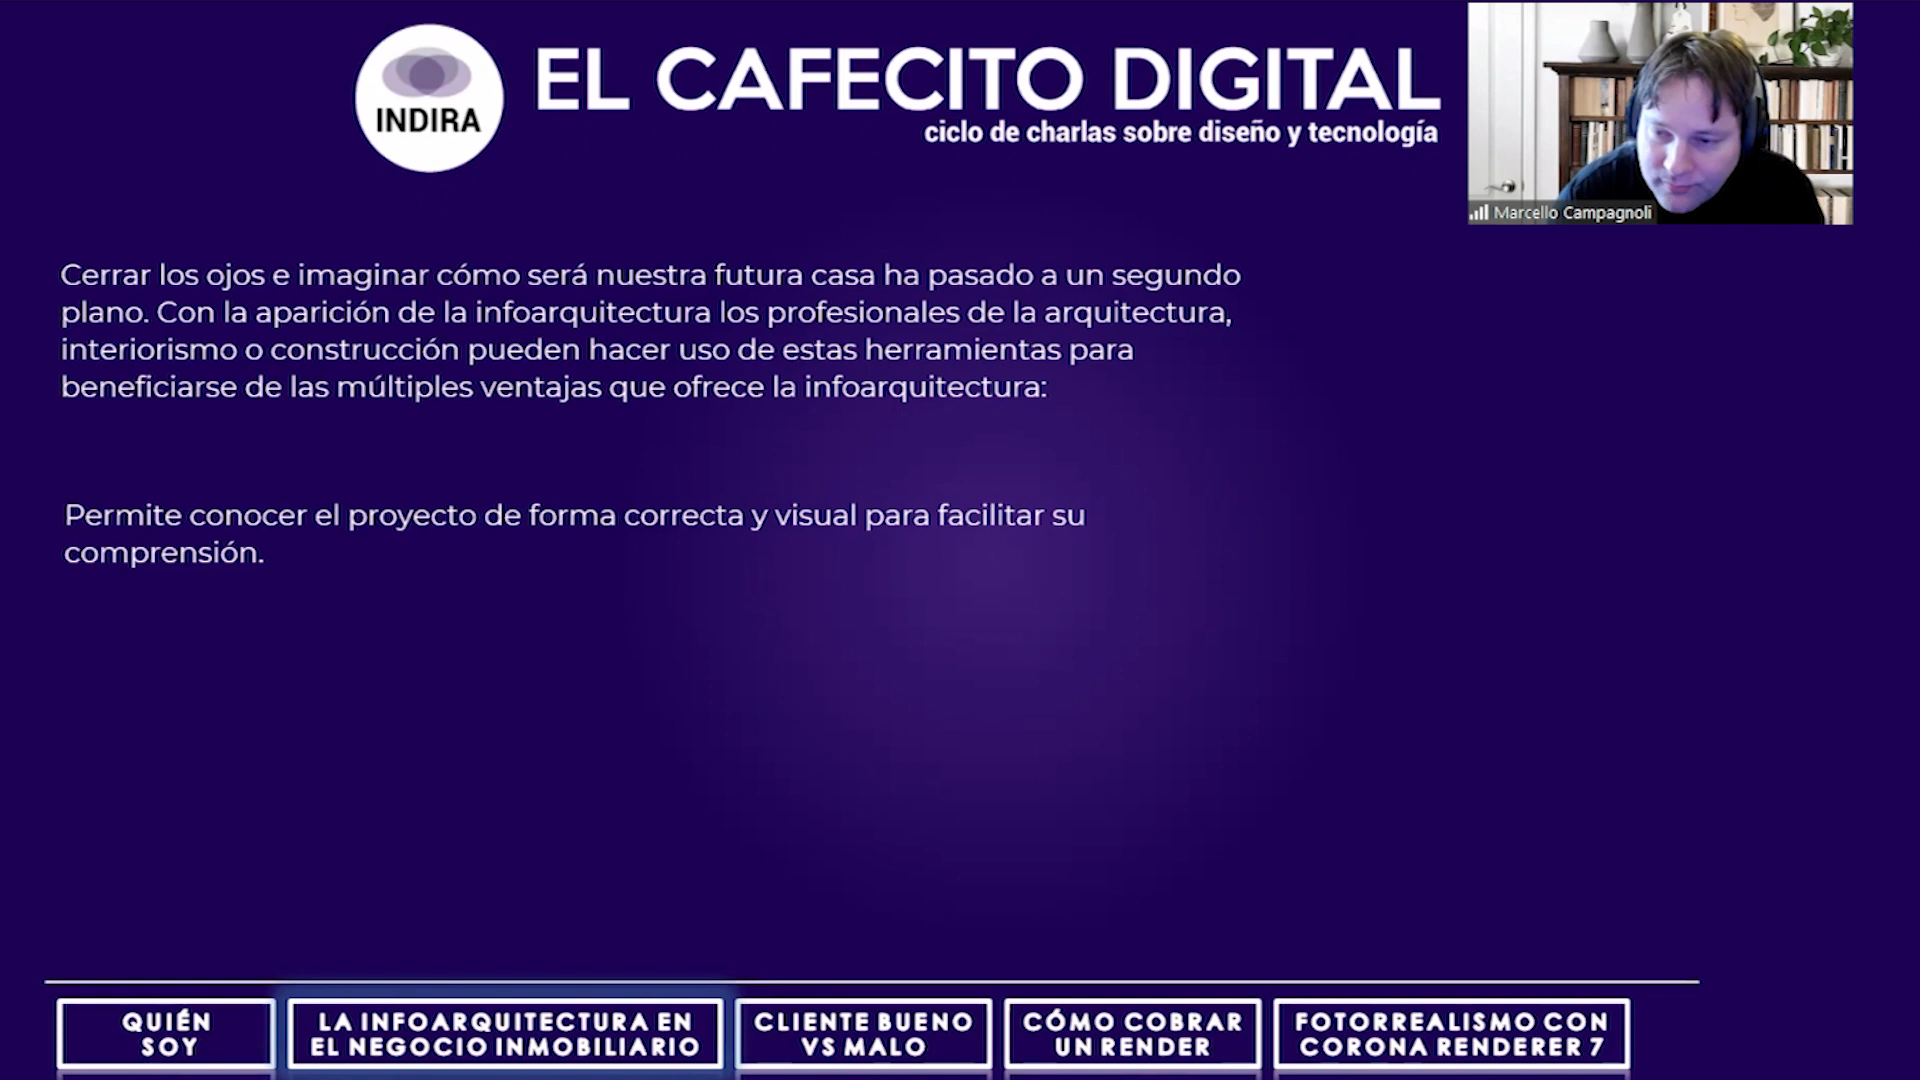 INDIRA
EL CAFECITO DIGITAL
ciclo de charlas sobre diseño y tecnología
Marcello Campagnoli
Cerrar los ojos e imaginar cómo será nuestra futura casa ha pasado a un segundo
plano. Con la aparición de la infoarquitectura los profesionales de la arquitectura,
interiorismo o construcción pueden hacer uso de estas herramientas para
beneficiarse de las múltiples ventajas que ofrece la infoarquitectura:
Permite conocer el proyecto de forma correcta y visual para facilitar su
comprensión.
QUIÉN
SOY
LA INFOARQUITECTURA EN
EL NEGOCIO INMOBILIARIO
CLIENTE BUENO
VS MALO
CÓMO COBRAR
UN RENDER
FOTORREALISMO CON
CORONA RENDERER 7